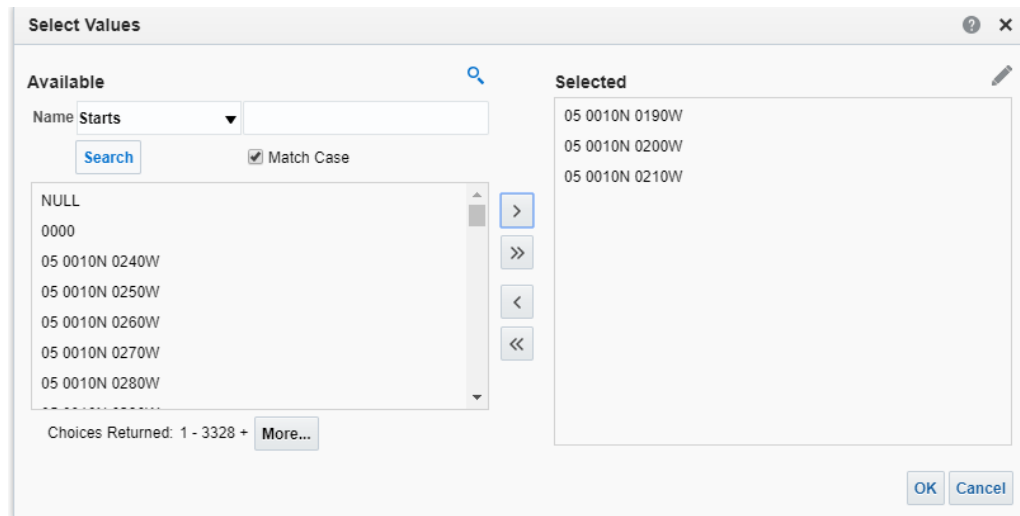 Select Values
Available
Name Starts
Search Match Case
NULL
0000
05 0010N 0240W
05 0010N 0250W
05 0010N 0260W
05 0010N 0270W
05 0010N 0280W
Choices Returned: 1 - 3328 + More...
>
>>
<
<<
Selected
05 0010N 0190W
05 0010N 0200W
05 0010N 0210W
OK Cancel